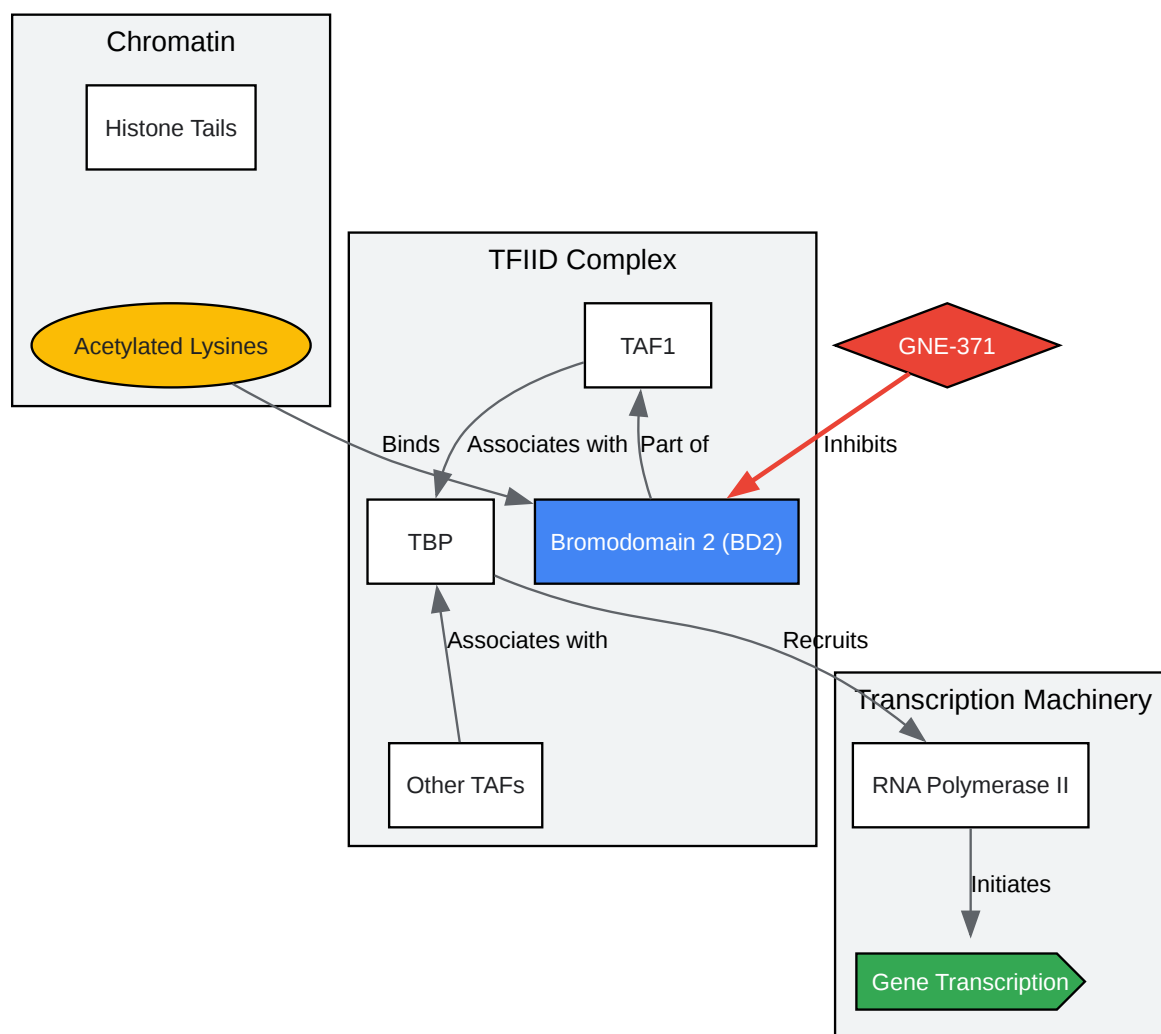 Chromatin
Histone Tails
Acetylated Lysines
TFIID Complex
TAF1
GNE-371
Binds
Associates with
Part of
Inhibits
TBP
Bromodomain 2 (BD2)
Associates with
Recruits
Transcription Machinery
Other TAFs
RNA Polymerase II
Initiates
Gene Transcription